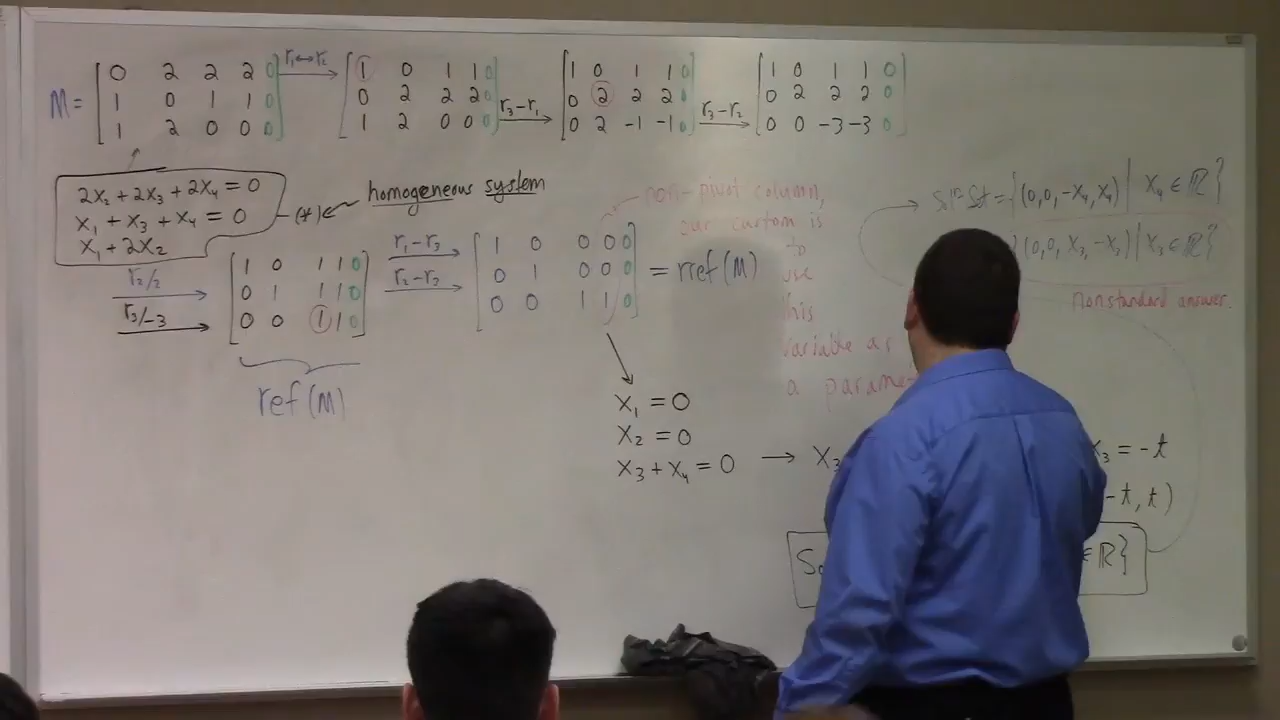 M = [ 0 2 2 2 0 r₁↔r₂ [ 1 0 1 1 0 [ 1 0 1 1 0 [ 1 0 1 1 0
1 0 1 1 0 0 2 2 2 0 r₃-r₁ 0 2 2 2 0 r₃-r₂ 0 2 2 2 0
1 2 0 0 0 ] 1 2 0 0 0 ] 0 2 -1 -1 0 ] 0 0 -3 -3 0 ]
2X₂ + 2X₃ + 2X₄ = 0
X₁ + X₃ + X₄ = 0
X₁ + 2X₂
(*) ← homogeneous system
r₂/2
r₃/-3
[ 1 0 1 1 0
0 1 1 1 0
0 0 1 1 0 ]
ref(M)
r₁-r₃
r₂-r₃
[ 1 0 0 0 0
0 1 0 0 0
0 0 1 1 0 ]
= rref(M)
non-pivot column,
our custom is
to
use
this
variable as
a parame
X₁ = 0
X₂ = 0
X₃ + X₄ = 0 → X₃
{(0,0,-X₄,X₄) | X₄ ∈ ℝ}
{(0,0,X₃,-X₃) | X₃ ∈ ℝ}
nonstandard answer.
X₃ = -t
-t, t)
∈ ℝ}